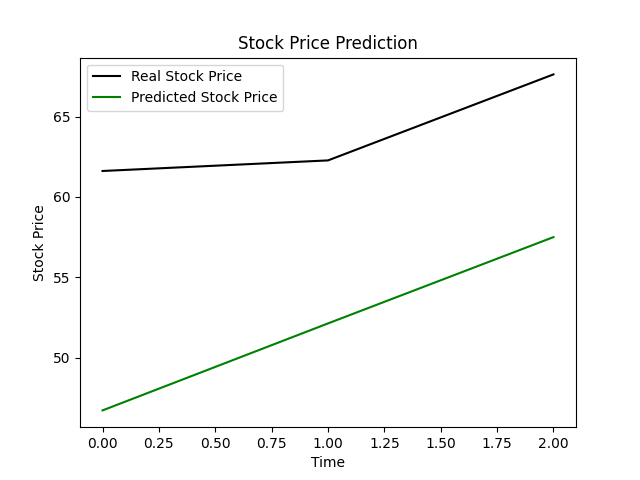 Stock Price Prediction
Real Stock Price
Predicted Stock Price
65
60
55
50
Stock Price
0.00 0.25 0.50 0.75 1.00 1.25 1.50 1.75 2.00
Time